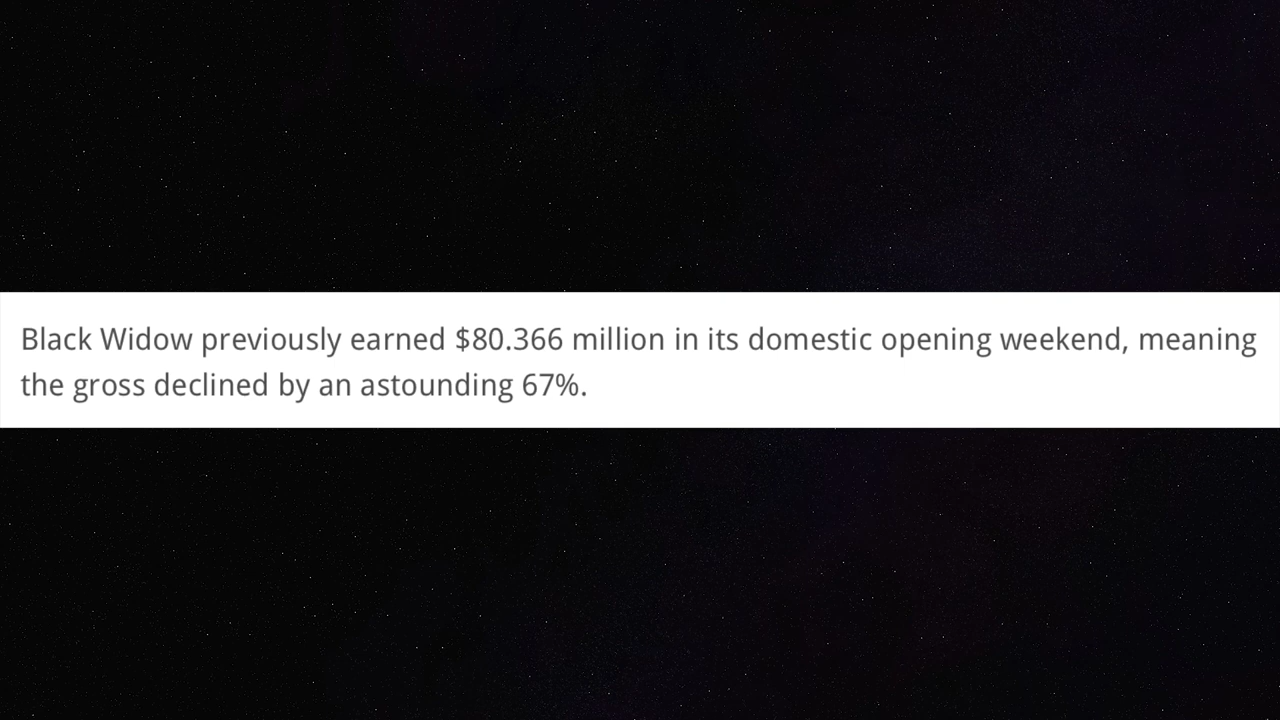 Black Widow previously earned $80.366 million in its domestic opening weekend, meaning
the gross declined by an astounding 67%.